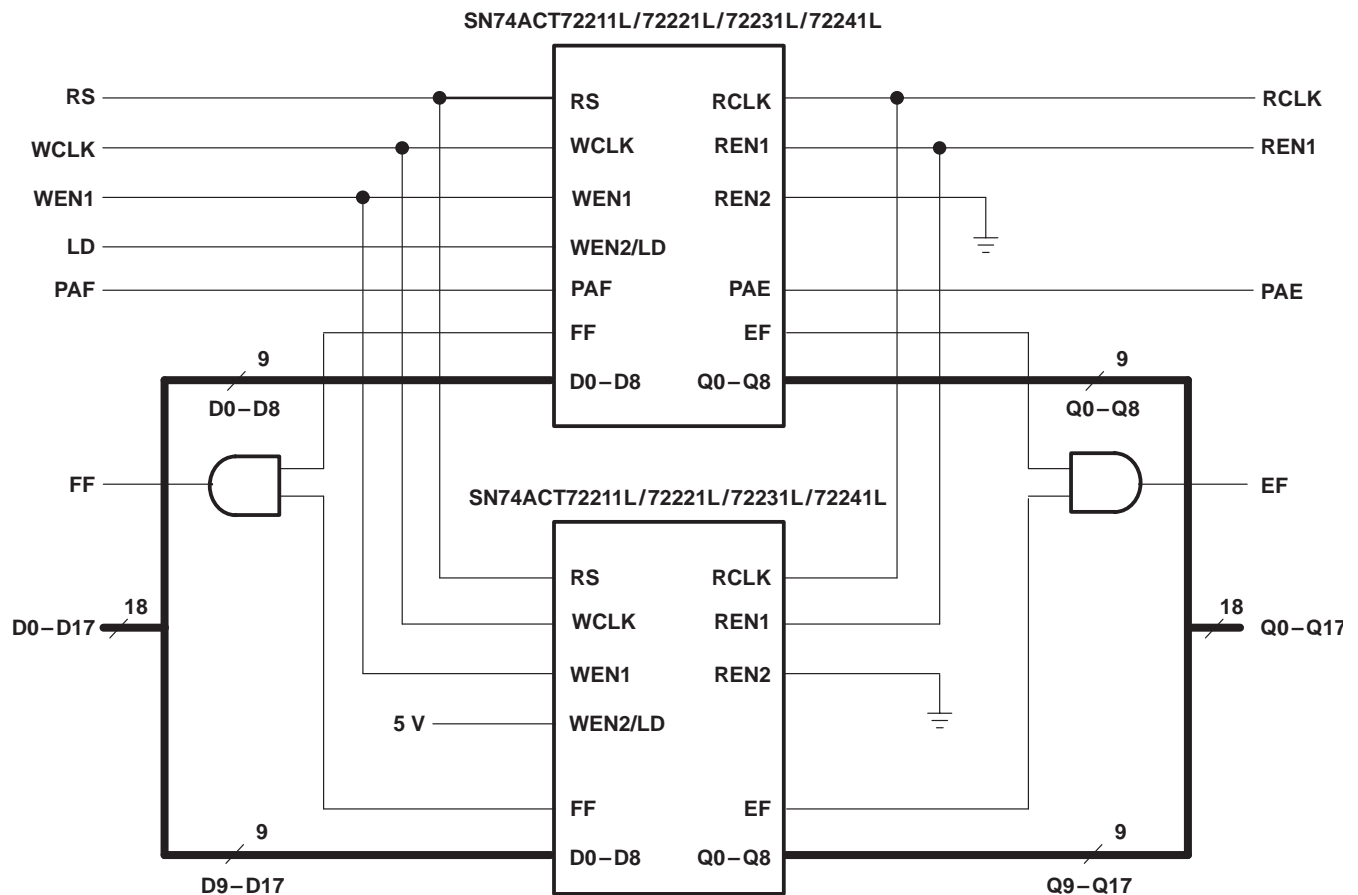 SN74ACT72211L/72221L/72231L/72241L
RS RS RCLK RCLK
WCLK WCLK REN1 REN1
WEN1 WEN1 REN2
LD WEN2/LD
PAF PAF PAE PAE
FF EF
9 9
D0–D8 Q0–Q8
D0–D8 Q0–Q8
FF EF
SN74ACT72211L/72221L/72231L/72241L
RS RCLK
18 18
D0–D17 WCLK REN1 Q0–Q17
WEN1 REN2
5 V WEN2/LD
FF EF
9 9
D0–D8 Q0–Q8
D9–D17 Q9–Q17